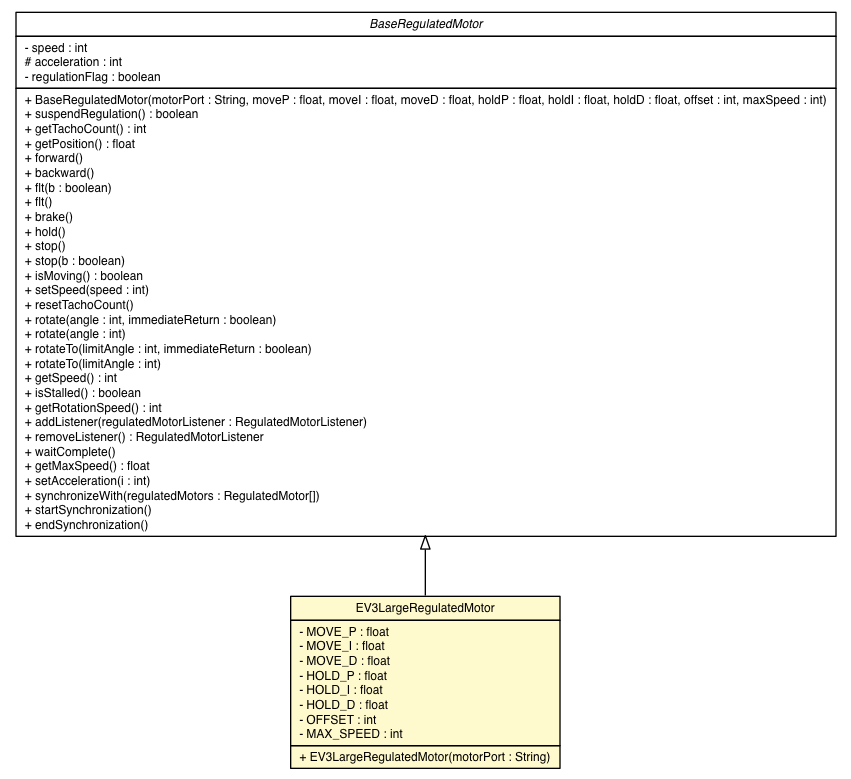 BaseRegulatedMotor
- speed : int
# acceleration : int
- regulationFlag : boolean
+ BaseRegulatedMotor(motorPort : String, moveP : float, moveI : float, moveD : float, holdP : float, holdI : float, holdD : float, offset : int, maxSpeed : int)
+ suspendRegulation() : boolean
+ getTachoCount() : int
+ getPosition() : float
+ forward()
+ backward()
+ flt(b : boolean)
+ flt()
+ brake()
+ hold()
+ stop()
+ stop(b : boolean)
+ isMoving() : boolean
+ setSpeed(speed : int)
+ resetTachoCount()
+ rotate(angle : int, immediateReturn : boolean)
+ rotate(angle : int)
+ rotateTo(limitAngle : int, immediateReturn : boolean)
+ rotateTo(limitAngle : int)
+ getSpeed() : int
+ isStalled() : boolean
+ getRotationSpeed() : int
+ addListener(regulatedMotorListener : RegulatedMotorListener)
+ removeListener() : RegulatedMotorListener
+ waitComplete()
+ getMaxSpeed() : float
+ setAcceleration(i : int)
+ synchronizeWith(regulatedMotors : RegulatedMotor[])
+ startSynchronization()
+ endSynchronization()
EV3LargeRegulatedMotor
- MOVE_P : float
- MOVE_I : float
- MOVE_D : float
- HOLD_P : float
- HOLD_I : float
- HOLD_D : float
- OFFSET : int
- MAX_SPEED : int
+ EV3LargeRegulatedMotor(motorPort : String)